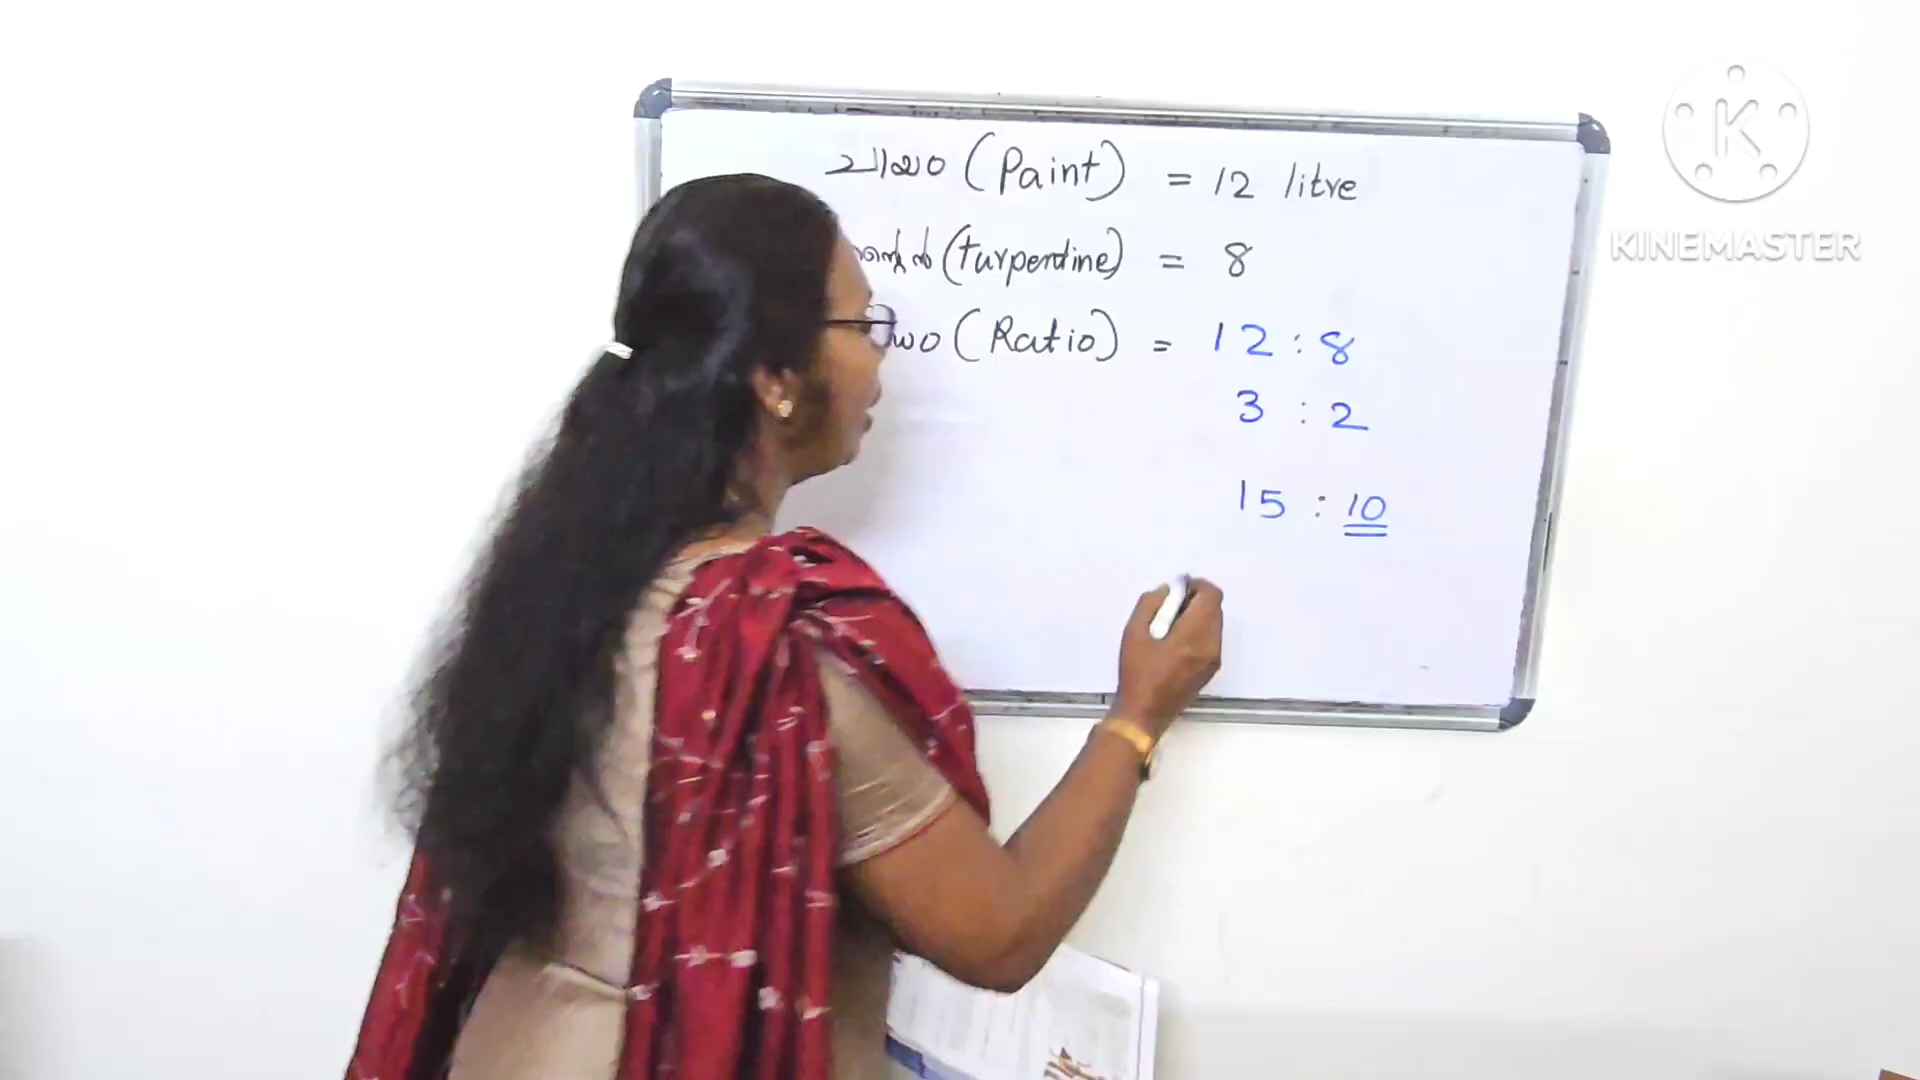 ചായം (Paint) = 12 litre
(turpentine) = 8
(Ratio) = 12 : 8
3 : 2
15 : 10
K
KINEMASTER